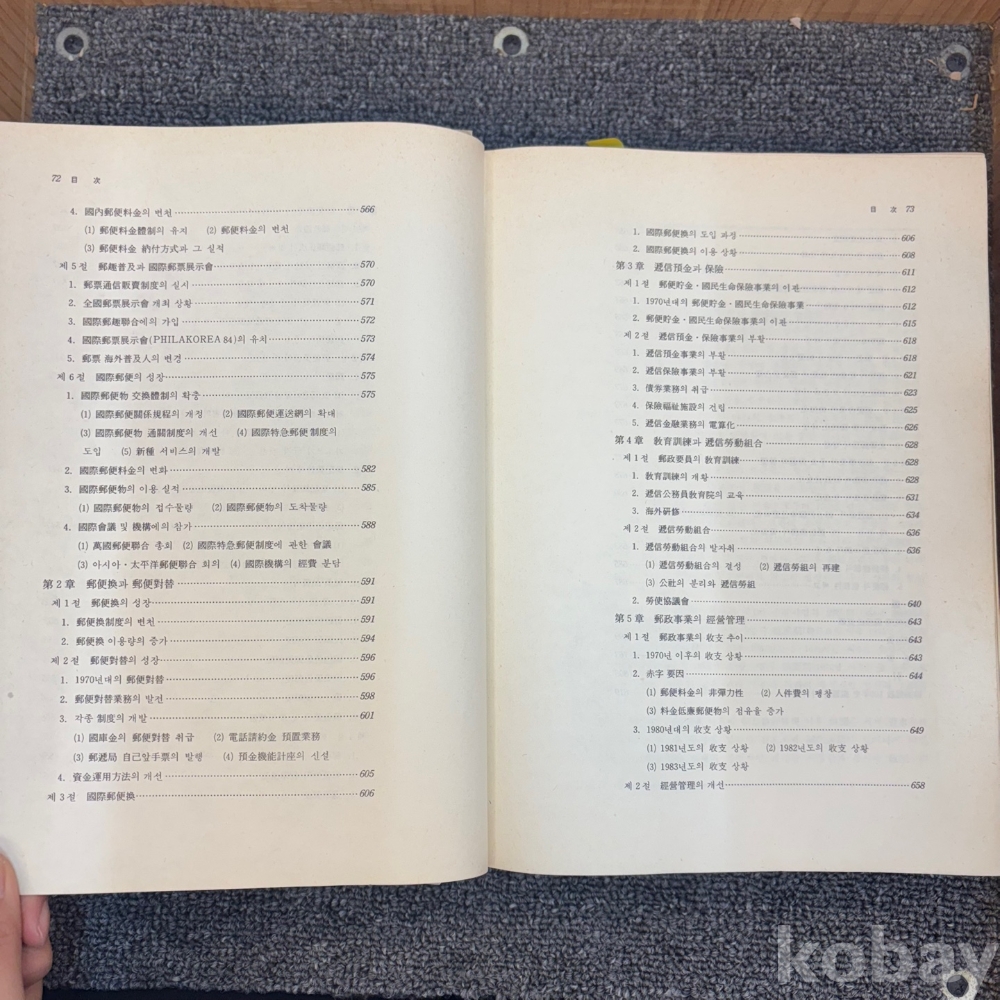 72 目 次
4. 國內郵便料金의 변천 566
(1) 郵便料金體制의 유지 (2) 郵便料金의 변천
(3) 郵便料金 納付方式과 그 실적
제 5 절 郵趣普及과 國際郵票展示會 570
1. 郵票通信販賣制度의 실시 570
2. 全國郵票展示會 개최 상황 571
3. 國際郵趣聯合에의 가입 572
4. 國際郵票展示會(PHILAKOREA 84)의 유치 573
5. 郵票 海外普及人의 변경 574
제 6 절 國際郵便의 성장 575
1. 國際郵便物 交換體制의 확충 575
(1) 國際郵便關係規程의 개정 (2) 國際郵便運送網의 확대
(3) 國際郵便物 通關制度의 개선 (4) 國際特急郵便 制度의
도입 (5) 新種 서비스의 개발
2. 國際郵便料金의 변화 582
3. 國際郵便物의 이용 실적 585
(1) 國際郵便物의 접수물량 (2) 國際郵便物의 도착물량
4. 國際會議 및 機構에의 참가 588
(1) 萬國郵便聯合 총회 (2) 國際特急郵便制度에 관한 會議
(3) 아시아・太平洋郵便聯合 회의 (4) 國際機構의 經費 분담
第 2 章 郵便換과 郵便對替 591
제 1 절 郵便換의 성장 591
1. 郵便換制度의 변천 591
2. 郵便換 이용량의 증가 594
제 2 절 郵便對替의 성장 596
1. 1970년대의 郵便對替 596
2. 郵便對替業務의 발전 598
3. 각종 制度의 개발 601
(1) 國庫金의 郵便對替 취급 (2) 電話請約金 預置業務
(3) 郵遞局 自己앞手票의 발행 (4) 預金機能計座의 신설
4. 資金運用方法의 개선 605
제 3 절 國際郵便換 606
目 次 73
1. 國際郵便換의 도입 과정 606
2. 國際郵便換의 이용 상황 608
第 3 章 遞信預金과 保險 611
제 1 절 郵便貯金・國民生命保險事業의 이관 612
1. 1970년대의 郵便貯金・國民生命保險事業 612
2. 郵便貯金・國民生命保險事業의 이관 615
제 2 절 遞信預金・保險事業의 부활 618
1. 遞信預金事業의 부활 618
2. 遞信保險事業의 부활 621
3. 債券業務의 취급 623
4. 保險福祉施設의 건립 625
5. 遞信金融業務의 電算化 626
第 4 章 敎育訓練과 遞信勞動組合 628
제 1 절 郵政要員의 敎育訓練 628
1. 敎育訓練의 개황 628
2. 遞信公務員敎育院의 교육 631
3. 海外研修 634
제 2 절 遞信勞動組合 636
1. 遞信勞動組合의 발자취 636
(1) 遞信勞動組合의 결성 (2) 遞信勞組의 再建
(3) 公社의 분리와 遞信勞組
2. 勞使協議會 640
第 5 章 郵政事業의 經營管理 643
제 1 절 郵政事業의 收支 추이 643
1. 1970년 이후의 收支 상황 643
2. 赤字 要因 644
(1) 郵便料金의 非彈力性 (2) 人件費의 팽창
(3) 料金低廉郵便物의 점유율 증가
3. 1980년대의 收支 상황 649
(1) 1981년도의 收支 상황 (2) 1982년도의 收支 상황
(3) 1983년도의 收支 상황
제 2 절 經營管理의 개선 658
kobay